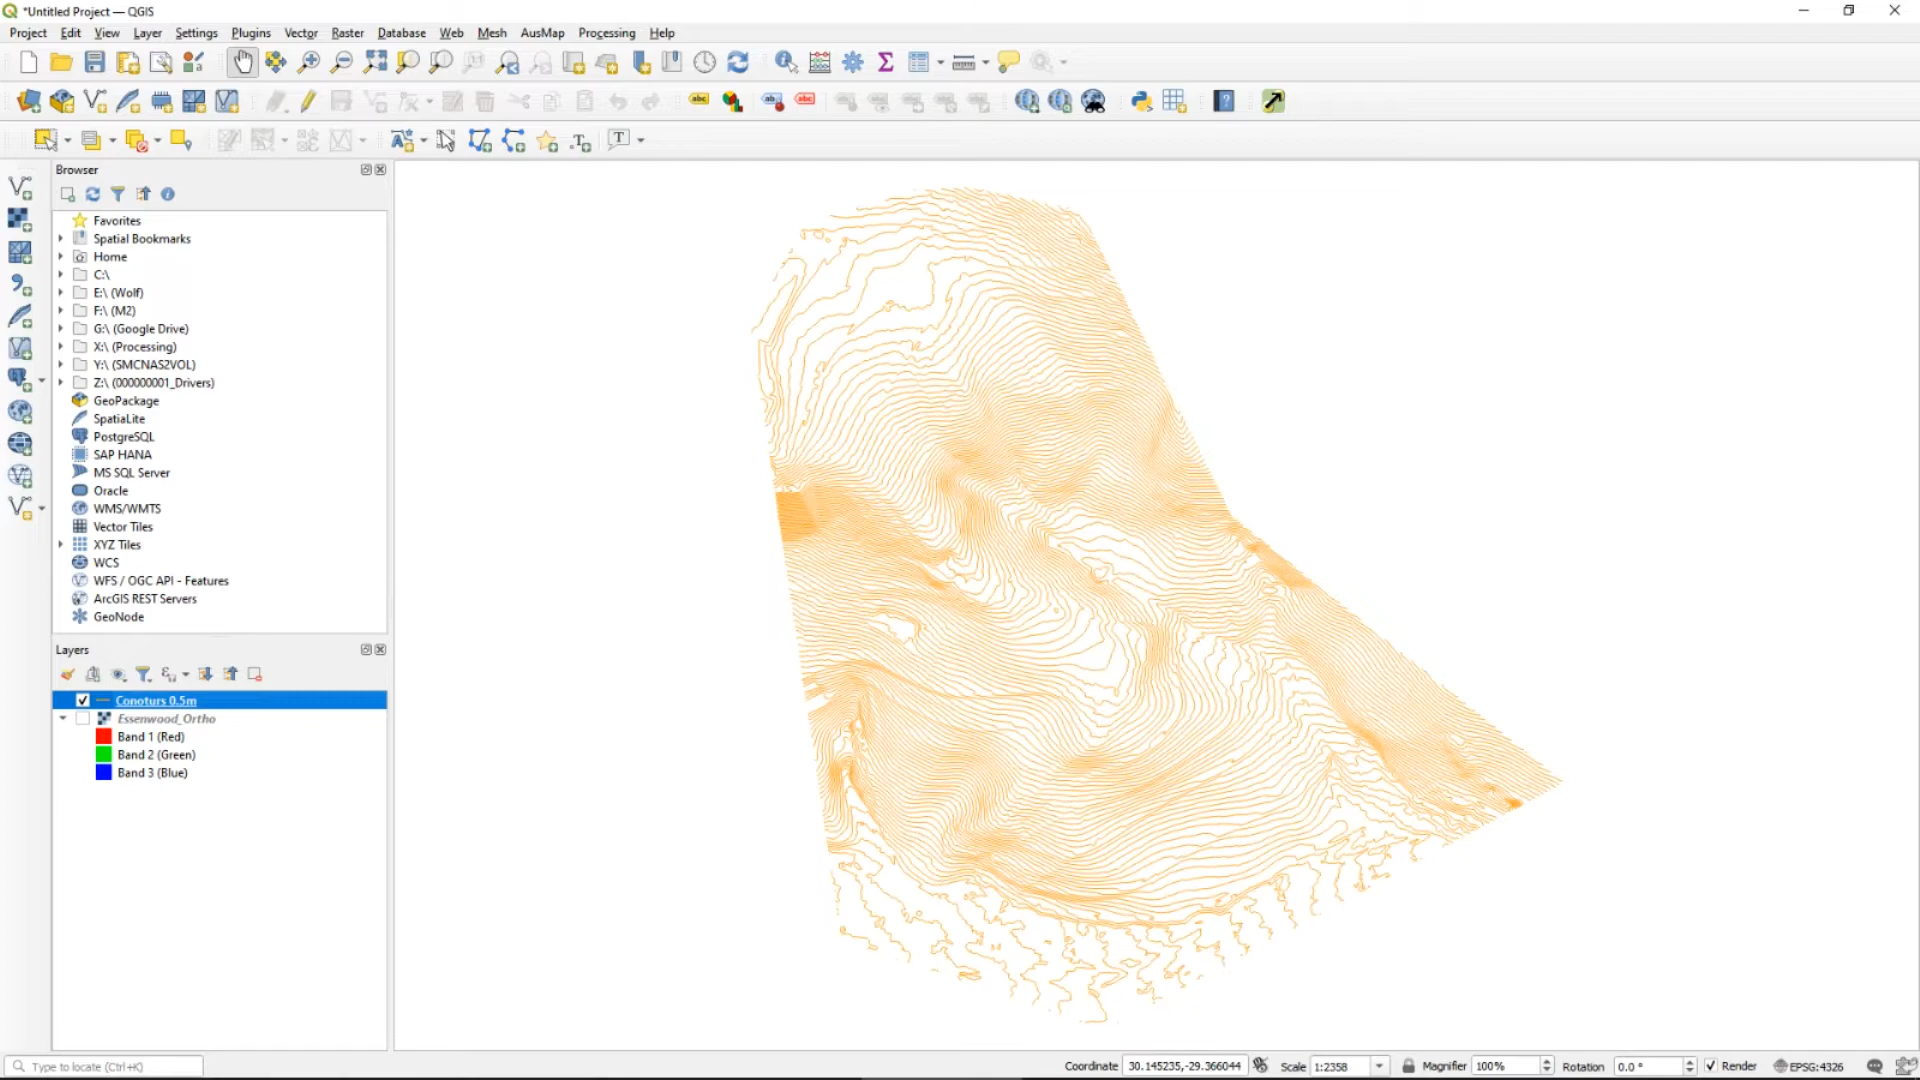 *Untitled Project — QGIS
Project Edit View Layer Settings Plugins Vector Raster Database Web Mesh AusMap Processing Help
abc abc abc
Browser
Favorites
Spatial Bookmarks
Home
C:\
E:\ (Wolf)
F:\ (M2)
G:\ (Google Drive)
X:\ (Processing)
Y:\ (SMCNAS2VOL)
Z:\ (000000001_Drivers)
GeoPackage
SpatiaLite
PostgreSQL
SAP HANA
MS SQL Server
Oracle
WMS/WMTS
Vector Tiles
XYZ Tiles
WCS
WFS / OGC API - Features
ArcGIS REST Servers
GeoNode
Layers
Conoturs 0.5m
Essenwood_Ortho
Band 1 (Red)
Band 2 (Green)
Band 3 (Blue)
Type to locate (Ctrl+K)
Coordinate 30.145235,-29.366044 Scale 1:2358 Magnifier 100% Rotation 0.0 ° Render EPSG:4326